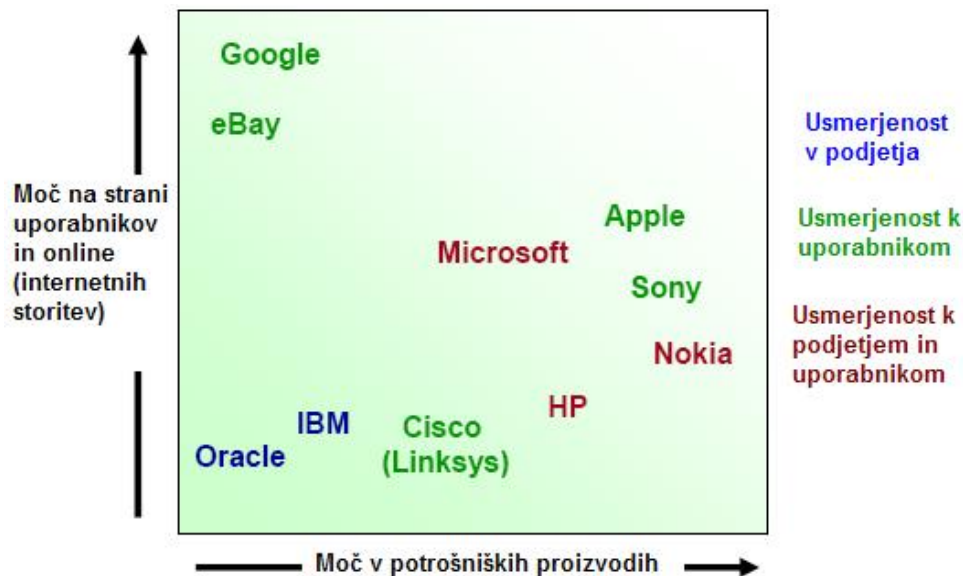 Google
eBay
Usmerjenost
v podjetja
Moč na strani
uporabnikov
in online
(internetnih
storitev)
Apple
Usmerjenost k
uporabnikom
Microsoft
Sony
Usmerjenost k
podjetjem in
uporabnikom
Nokia
HP
IBM
Cisco
(Linksys)
Oracle
Moč v potrošniških proizvodih